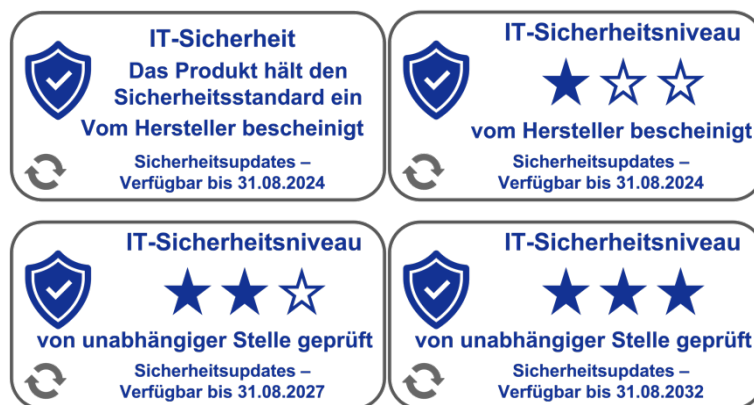 IT-Sicherheit
Das Produkt hält den
Sicherheitsstandard ein
Vom Hersteller bescheinigt
Sicherheitsupdates –
Verfügbar bis 31.08.2024
IT-Sicherheitsniveau
vom Hersteller bescheinigt
Sicherheitsupdates –
Verfügbar bis 31.08.2024
IT-Sicherheitsniveau
von unabhängiger Stelle geprüft
Sicherheitsupdates –
Verfügbar bis 31.08.2027
IT-Sicherheitsniveau
von unabhängiger Stelle geprüft
Sicherheitsupdates –
Verfügbar bis 31.08.2032